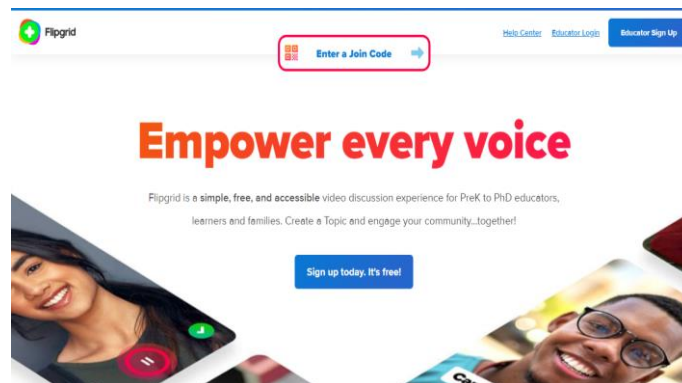 Flipgrid
Enter a Join Code
Help Center
Educator Login
Educator Sign Up
Empower every voice
Flipgrid is a simple, free, and accessible video discussion experience for PreK to PhD educators,
learners and families. Create a Topic and engage your community...together!
Sign up today. It's free!